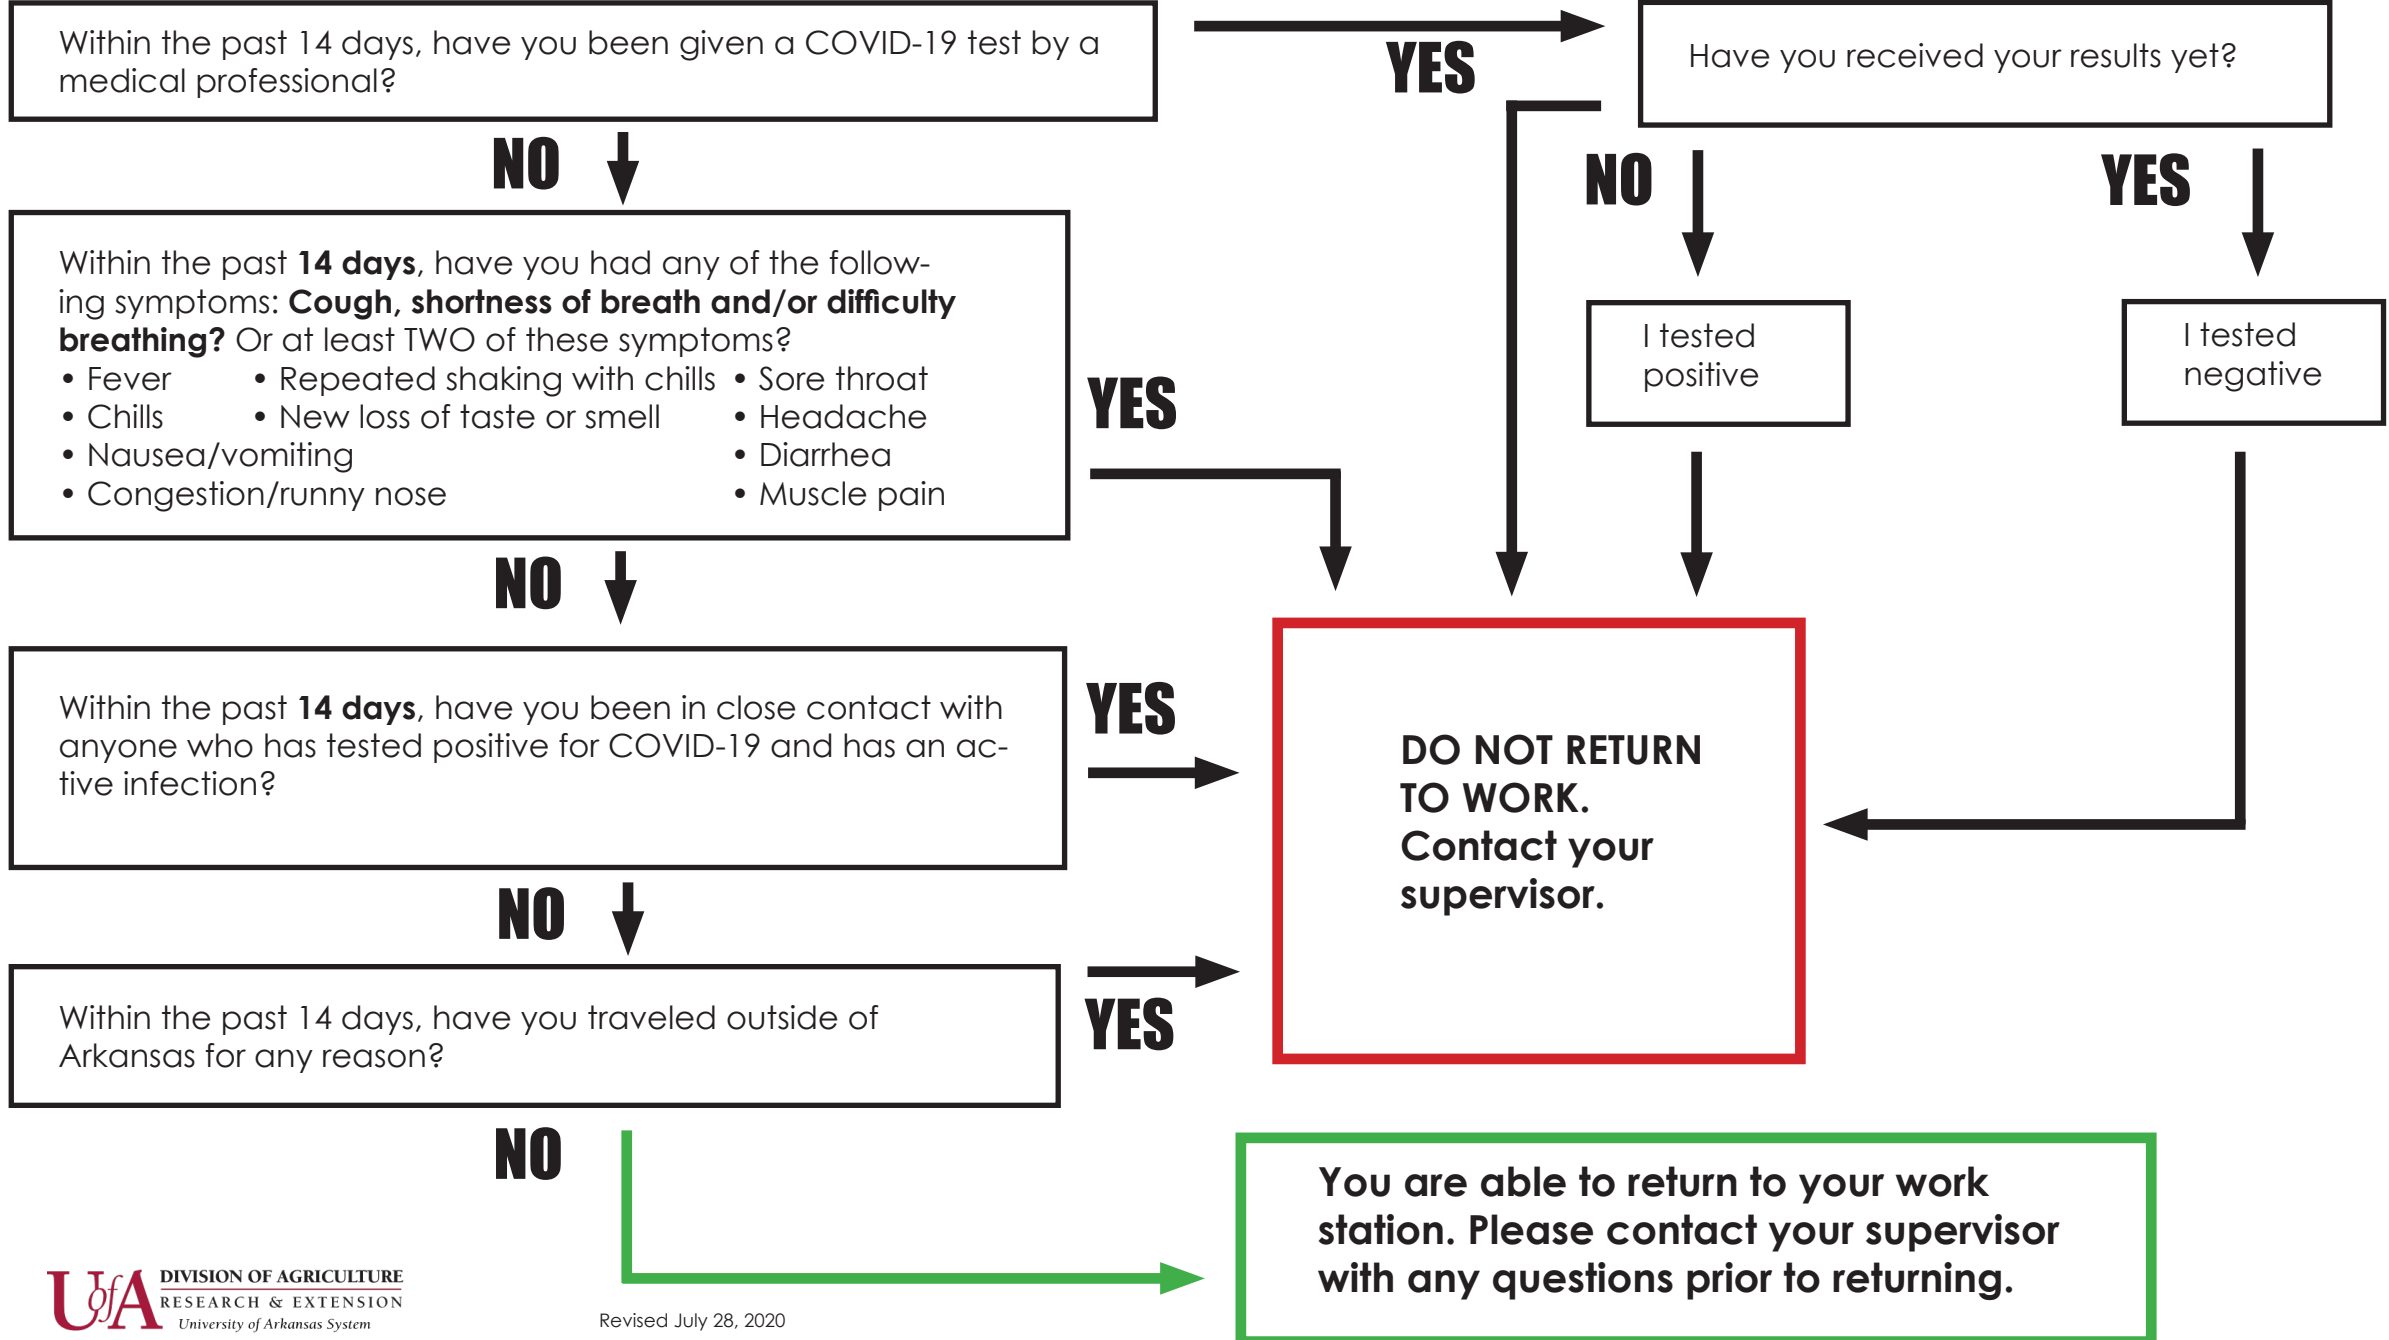 Within the past 14 days, have you been given a COVID-19 test by a
medical professional?
YES
Have you received your results yet?
NO
NO
YES
Within the past 14 days, have you had any of the follow-
ing symptoms: Cough, shortness of breath and/or difficulty
breathing? Or at least TWO of these symptoms?
• Fever • Repeated shaking with chills • Sore throat
• Chills • New loss of taste or smell • Headache
• Nausea/vomiting • Diarrhea
• Congestion/runny nose • Muscle pain
YES
I tested
positive
I tested
negative
NO
Within the past 14 days, have you been in close contact with
anyone who has tested positive for COVID-19 and has an ac-
tive infection?
YES
DO NOT RETURN
TO WORK.
Contact your
supervisor.
NO
Within the past 14 days, have you traveled outside of
Arkansas for any reason?
YES
NO
You are able to return to your work
station. Please contact your supervisor
with any questions prior to returning.
UofA
DIVISION OF AGRICULTURE
RESEARCH & EXTENSION
University of Arkansas System
Revised July 28, 2020